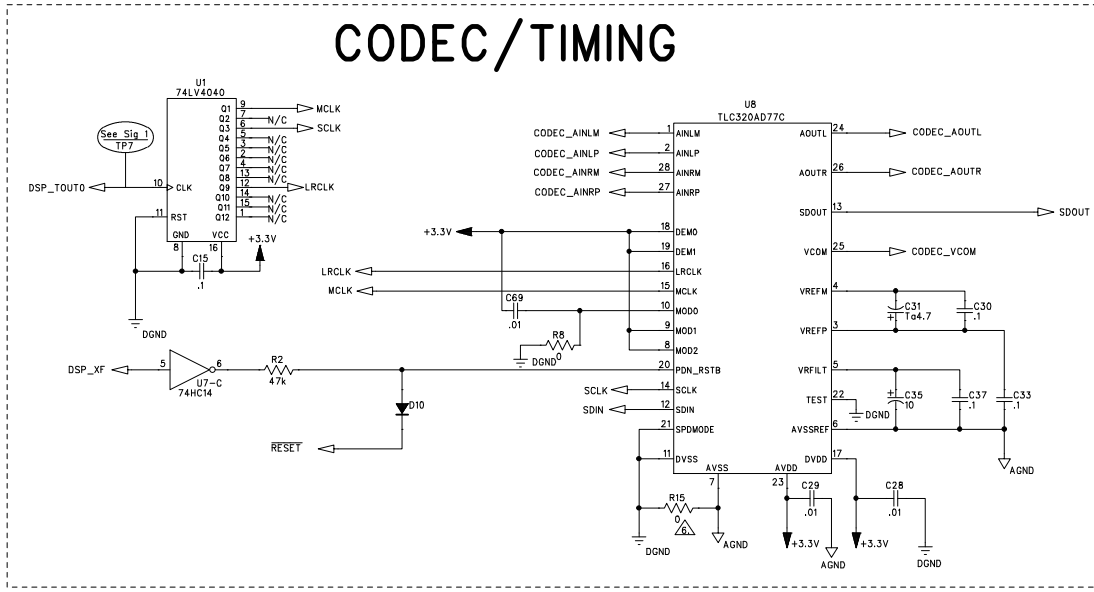 CODEC/TIMING
U1
74LV4040
See Sig 1
TP7
DSP_TOUT0
10 CLK
11 RST
GND VCC
8 16
Q1 9 MCLK
Q2 7 N/C
Q3 6 SCLK
Q4 5 N/C
Q5 3 N/C
Q6 2 N/C
Q7 4 N/C
Q8 13 N/C
Q9 12 LRCLK
Q10 14 N/C
Q11 15 N/C
Q12 1 N/C
+3.3V
C15
.1
DGND
DSP_XF
5 6
U7-C
74HC14
R2
47k
D10
RESET
U8
TLC320AD77C
CODEC_AINLM 1 AINLM
CODEC_AINLP 2 AINLP
CODEC_AINRM 28 AINRM
CODEC_AINRP 27 AINRP
+3.3V 18 DEM0
19 DEM1
LRCLK 16 LRCLK
MCLK 15 MCLK
C69
.01
10 MOD0
9 MOD1
8 MOD2
R8
0
DGND
20 PDN_RSTB
SCLK 14 SCLK
SDIN 12 SDIN
21 SPDMODE
11 DVSS
AVSS
7
AVDD
23
R15
0
6.
DGND
AGND
AOUTL 24 CODEC_AOUTL
AOUTR 26 CODEC_AOUTR
SDOUT 13 SDOUT
VCOM 25 CODEC_VCOM
VREFM 4
VREFP 3
C31
Ta4.7
+
C30
.1
VRFILT 5
TEST 22 DGND
AVSSREF 6
DVDD 17
+
C35
10
C37
.1
C33
.1
AGND
C29
.01
C28
.01
+3.3V
+3.3V
AGND
DGND